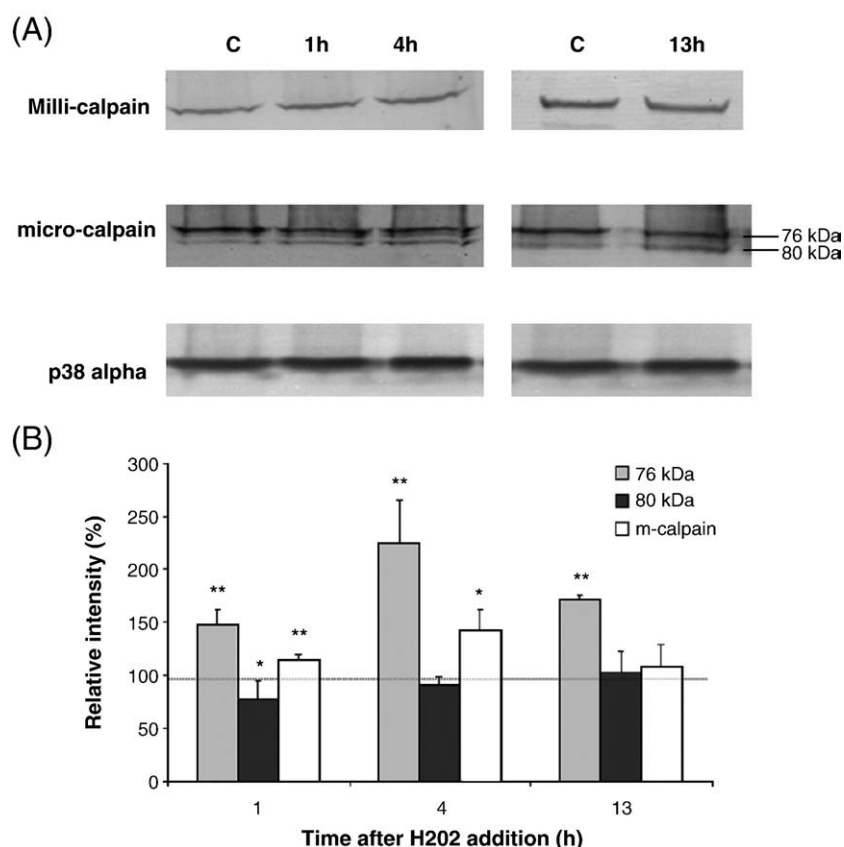 (A)
C 1h 4h C 13h
Milli-calpain
micro-calpain
76 kDa
80 kDa
p38 alpha
(B)
300
250
200
150
100
50
0
Relative intensity (%)
** * **
** *
**
76 kDa
80 kDa
m-calpain
1 4 13
Time after H202 addition (h)